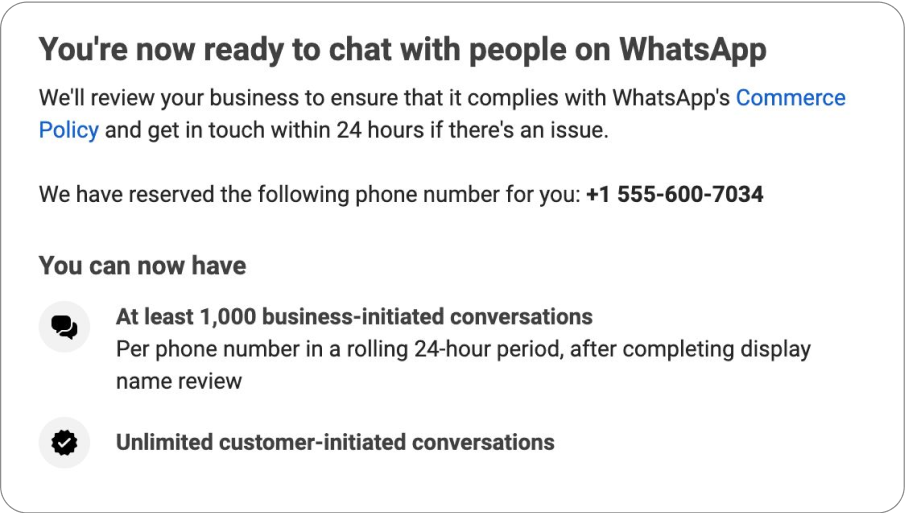 You're now ready to chat with people on WhatsApp
We'll review your business to ensure that it complies with WhatsApp's Commerce
Policy and get in touch within 24 hours if there's an issue.
We have reserved the following phone number for you: +1 555-600-7034
You can now have
At least 1,000 business-initiated conversations
Per phone number in a rolling 24-hour period, after completing display
name review
Unlimited customer-initiated conversations